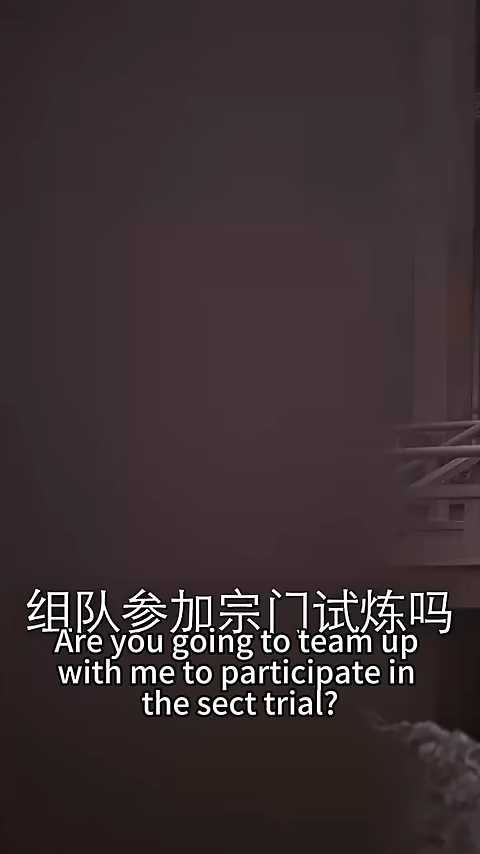 组队参加宗门试炼吗
Are you going to team up
with me to participate in
the sect trial?